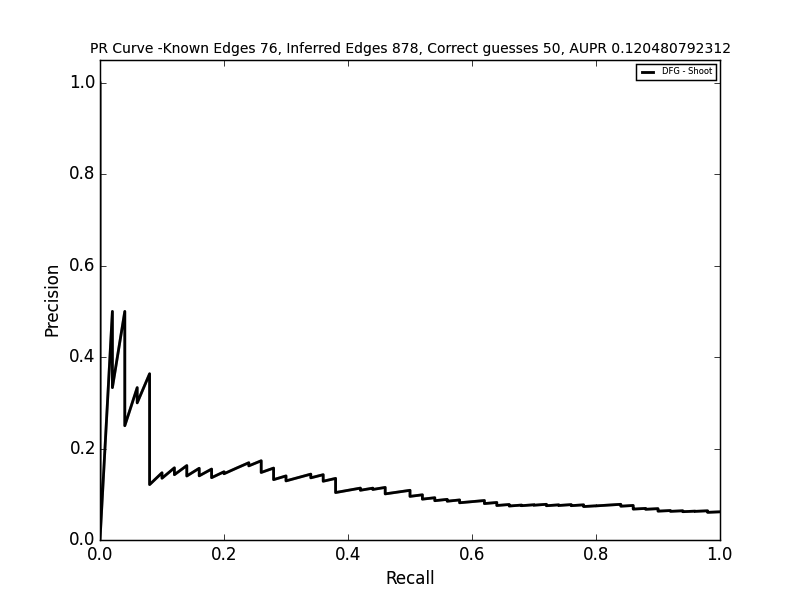 PR Curve -Known Edges 76, Inferred Edges 878, Correct guesses 50, AUPR 0.120480792312
DFG - Shoot
1.0
0.8
0.6
0.4
0.2
0.0
Precision
0.0 0.2 0.4 0.6 0.8 1.0
Recall